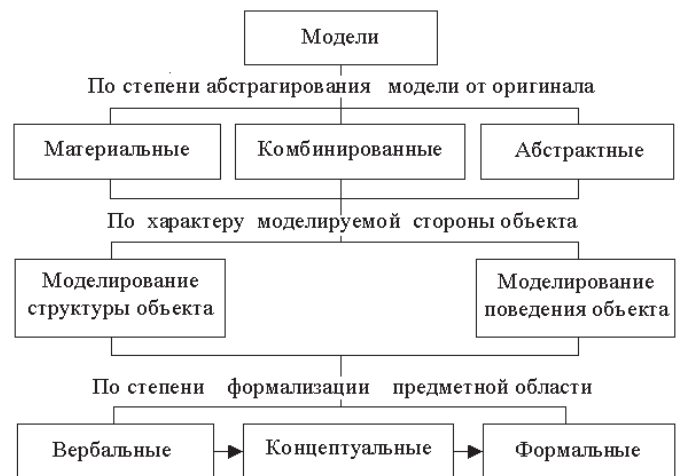 Модели
По степени абстрагирования модели от оригинала
Материальные
Комбинированные
Абстрактные
По характеру моделируемой стороны объекта
Моделирование
структуры объекта
Моделирование
поведения объекта
По степени формализации предметной области
Вербальные
Концептуальные
Формальные